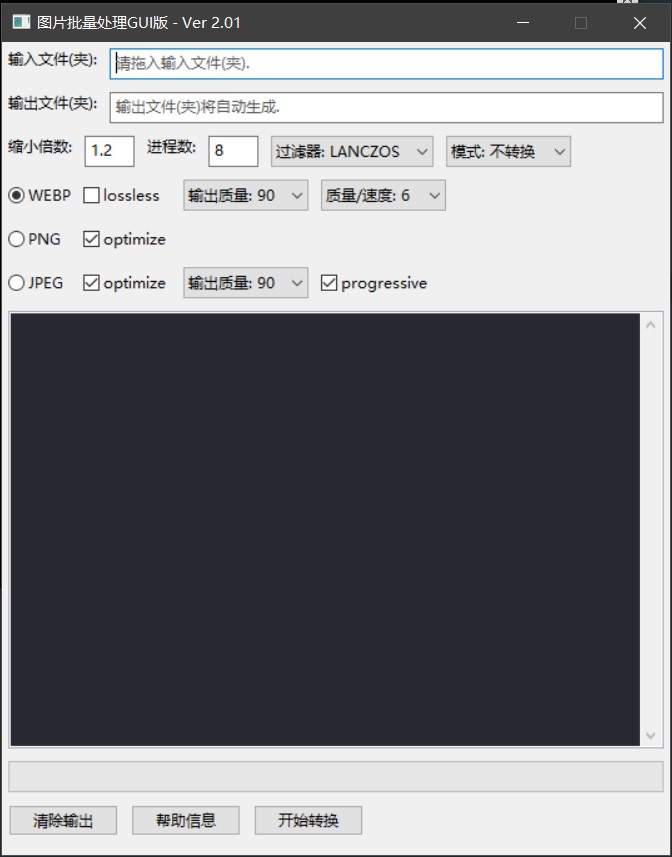 图片批量处理GUI版 - Ver 2.01
输入文件(夹): 请拖入输入文件(夹).
输出文件(夹): 输出文件(夹)将自动生成.
缩小倍数: 1.2 进程数: 8 过滤器: LANCZOS 模式: 不转换
WEBP lossless 输出质量: 90 质量/速度: 6
PNG optimize
JPEG optimize 输出质量: 90 progressive
清除输出 帮助信息 开始转换